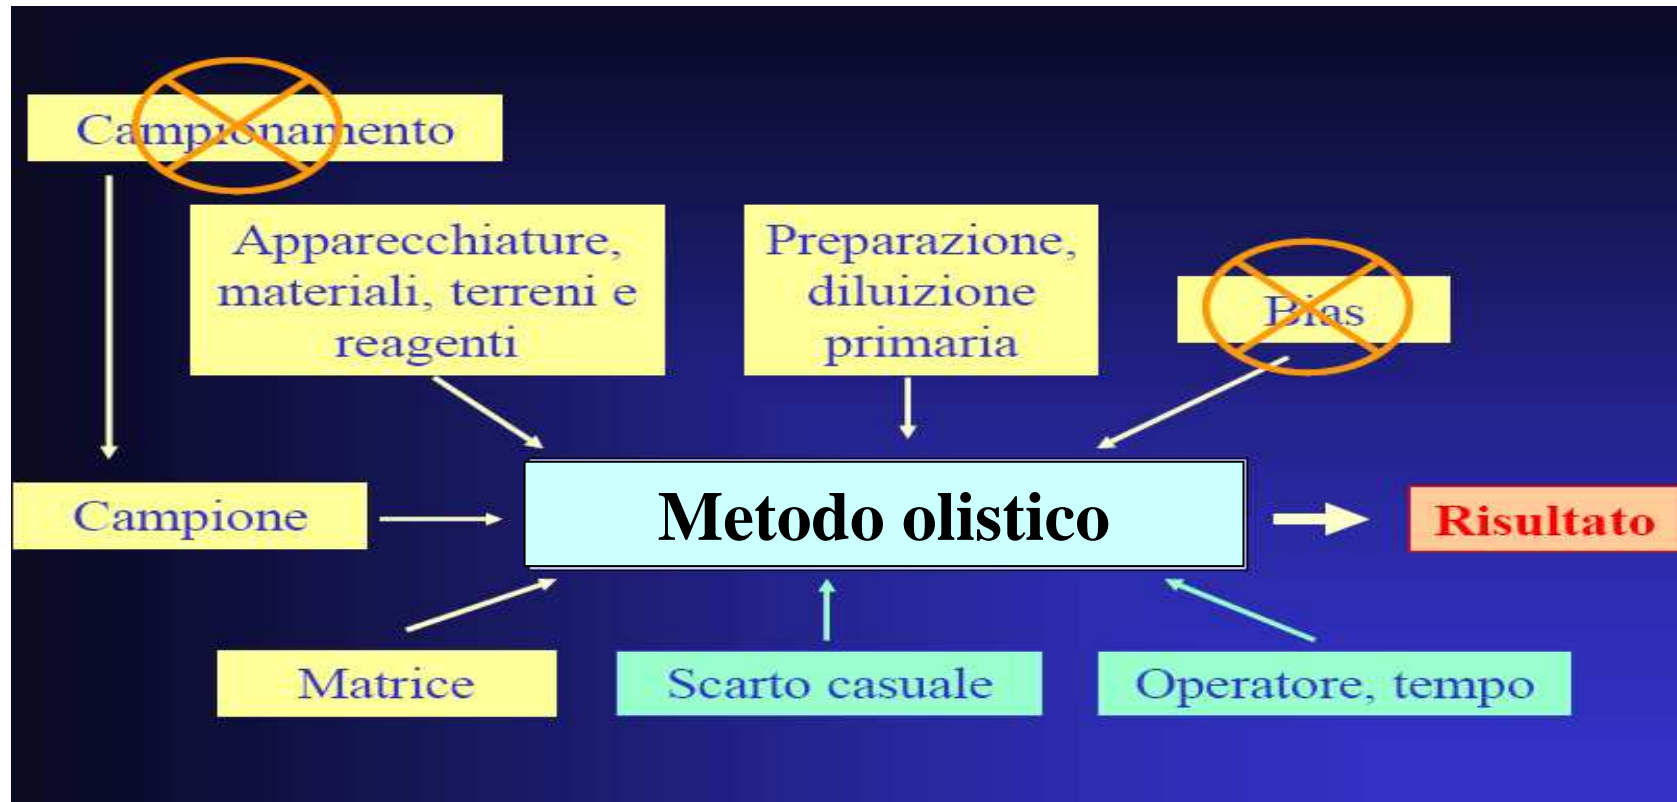 Campionamento
Apparecchiature,
materiali, terreni e
reagenti
Preparazione,
diluizione
primaria
Bias
Campione
Metodo olistico
Risultato
Matrice
Scarto casuale
Operatore, tempo